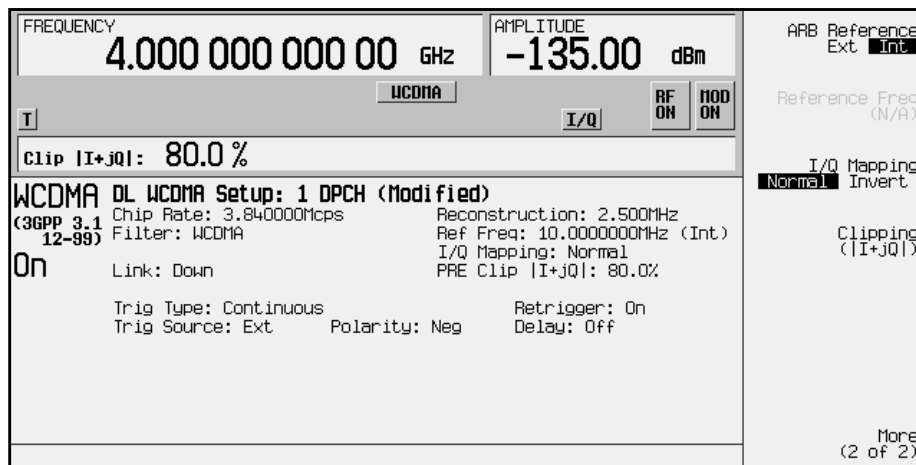 FREQUENCY
4.000 000 000 00 GHz
AMPLITUDE
-135.00 dBm
WCDMA
T
I/Q
RF ON
MOD ON
Clip |I+jQ|: 80.0 %
WCDMA
(3GPP 3.1
12-99)
On
DL WCDMA Setup: 1 DPCH (Modified)
Chip Rate: 3.840000Mcps
Reconstruction: 2.500MHz
Filter: WCDMA
Ref Freq: 10.0000000MHz (Int)
I/Q Mapping: Normal
Link: Down
PRE Clip |I+jQ|: 80.0%
Trig Type: Continuous
Retrigger: On
Trig Source: Ext
Polarity: Neg
Delay: Off
ARB Reference
Ext Int
Reference Freq
(N/A)
I/Q Mapping
Normal Invert
Clipping
(|I+jQ|)
More
(2 of 2)